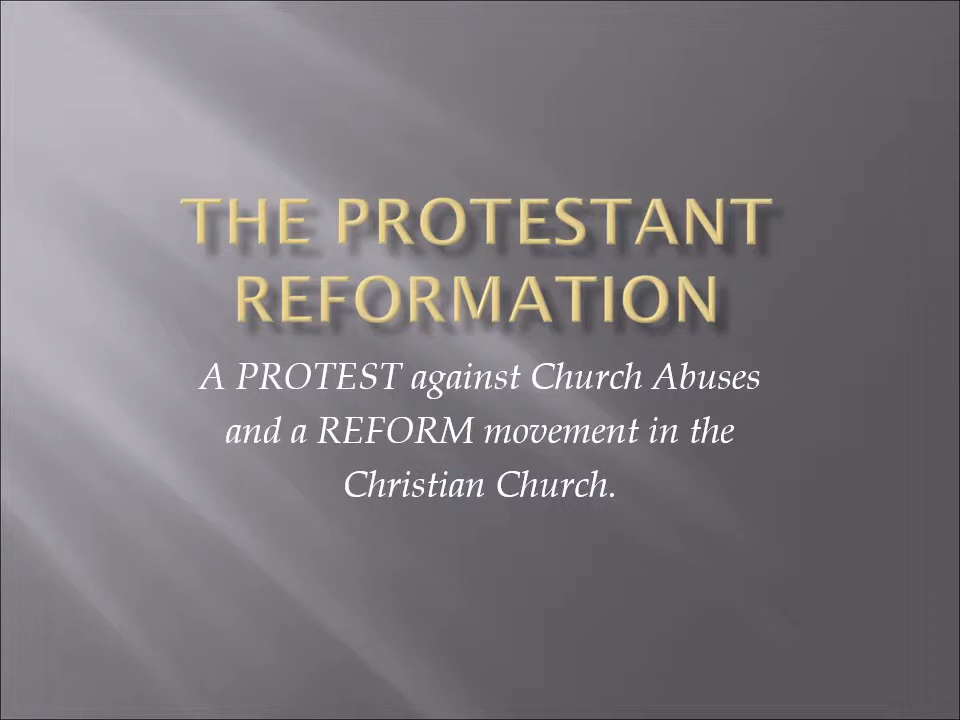 THE PROTESTANT
REFORMATION
A PROTEST against Church Abuses
and a REFORM movement in the
Christian Church.